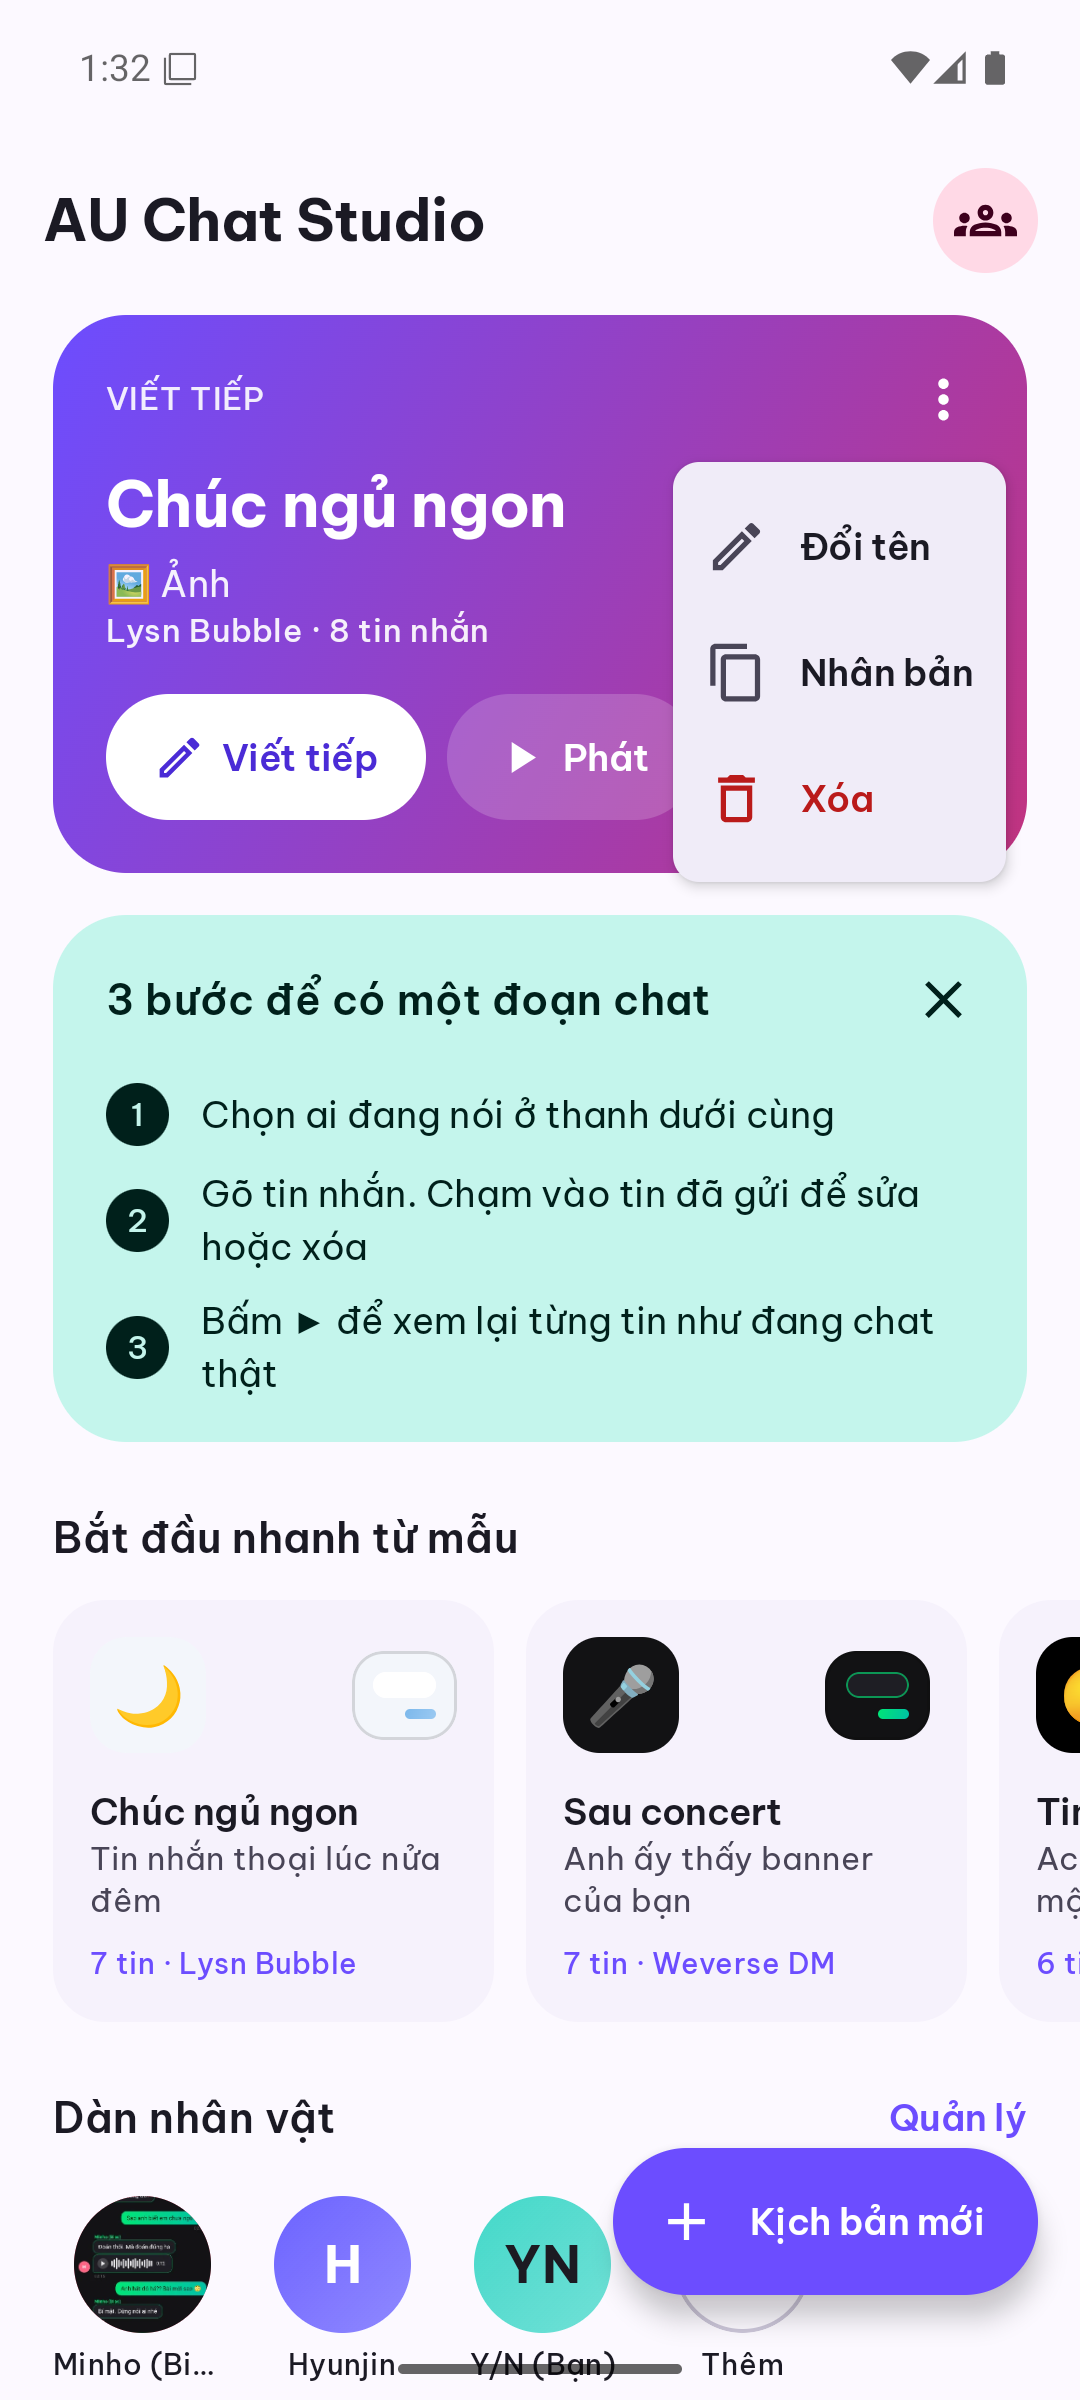 1:32
AU Chat Studio
VIẾT TIẾP
Chúc ngủ ngon
Ảnh
Lysn Bubble · 8 tin nhắn
Viết tiếp
Phát
Đổi tên
Nhân bản
Xóa
3 bước để có một đoạn chat
1 Chọn ai đang nói ở thanh dưới cùng
2 Gõ tin nhắn. Chạm vào tin đã gửi để sửa
hoặc xóa
3 Bấm ► để xem lại từng tin như đang chat
thật
Bắt đầu nhanh từ mẫu
Chúc ngủ ngon
Tin nhắn thoại lúc nửa
đêm
7 tin · Lysn Bubble
Sau concert
Anh ấy thấy banner
của bạn
7 tin · Weverse DM
6
Dàn nhân vật
Quản lý
Kịch bản mới
H
YN
Minho (Bi...
Hyunjin
Y/N (Bạn)
Thêm